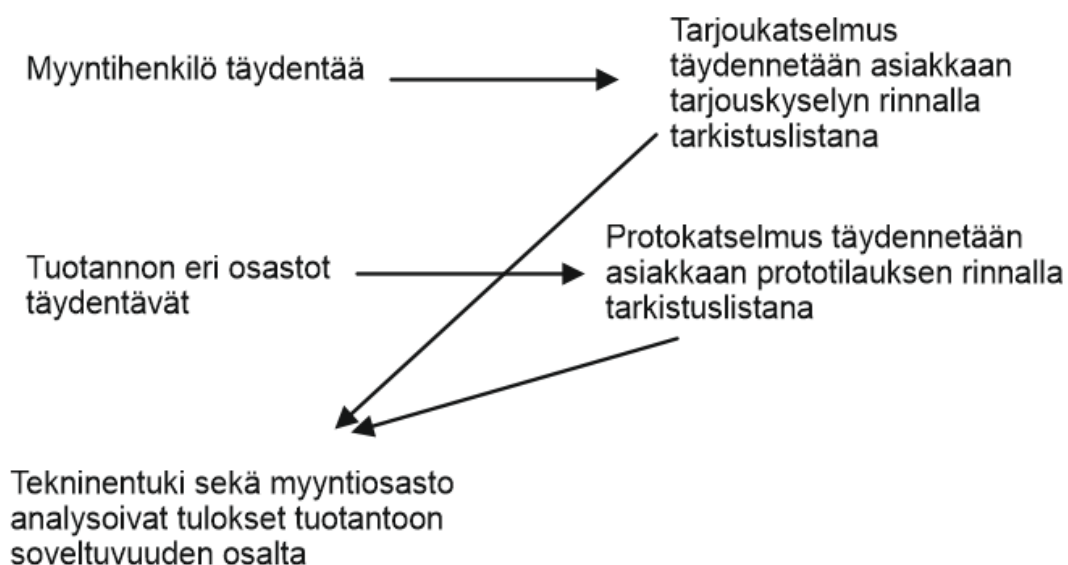 Myyntihenkilö täydentää
Tarjoukatselmus
täydennetään asiakkaan
tarjouskyselyn rinnalla
tarkistuslistana
Tuotannon eri osastot
täydentävät
Protokatselmus täydennetään
asiakkaan prototilauksen rinnalla
tarkistuslistana
Tekninentuki sekä myyntiosasto
analysoivat tulokset tuotantoon
soveltuvuuden osalta